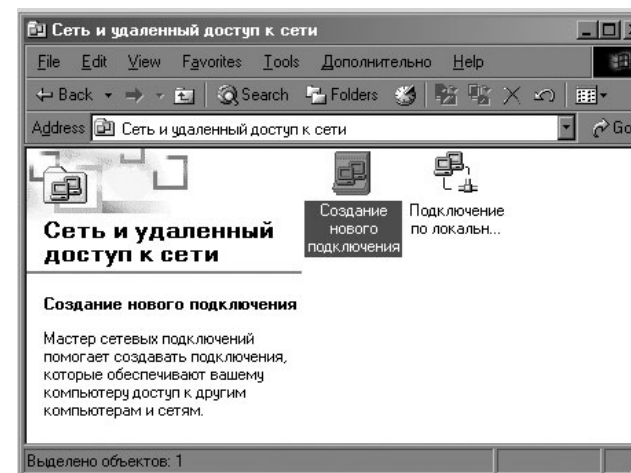 Сеть и удаленный доступ к сети
File Edit View Favorites Tools Дополнительно Help
Back Search Folders
Address Сеть и удаленный доступ к сети Go
Сеть и удаленный
доступ к сети
Создание нового подключения
Мастер сетевых подключений
помогает создавать подключения,
которые обеспечивают вашему
компьютеру доступ к другим
компьютерам и сетям.
Создание
нового
подключения
Подключение
по локальн...
Выделено объектов: 1